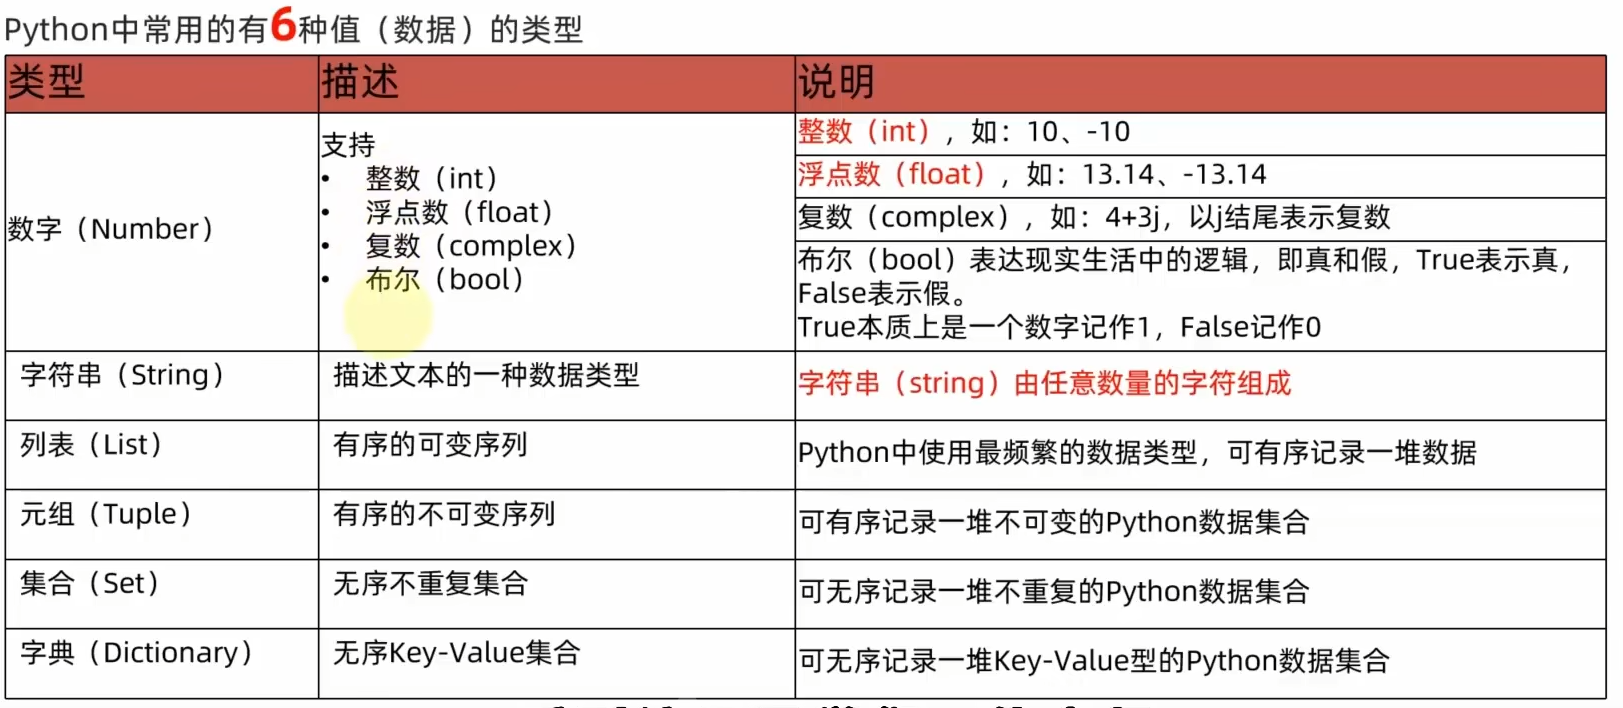 Python中常用的有6种值（数据）的类型
类型
描述
说明
数字（Number）
支持
• 整数（int）
• 浮点数（float）
• 复数（complex）
• 布尔（bool）
整数（int），如：10、-10
浮点数（float），如：13.14、-13.14
复数（complex），如：4+3j，以j结尾表示复数
布尔（bool）表达现实生活中的逻辑，即真和假，True表示真，
False表示假。
True本质上是一个数字记作1，False记作0
字符串（String）
描述文本的一种数据类型
字符串（string）由任意数量的字符组成
列表（List）
有序的可变序列
Python中使用最频繁的数据类型，可有序记录一堆数据
元组（Tuple）
有序的不可变序列
可有序记录一堆不可变的Python数据集合
集合（Set）
无序不重复集合
可无序记录一堆不重复的Python数据集合
字典（Dictionary）
无序Key-Value集合
可无序记录一堆Key-Value型的Python数据集合